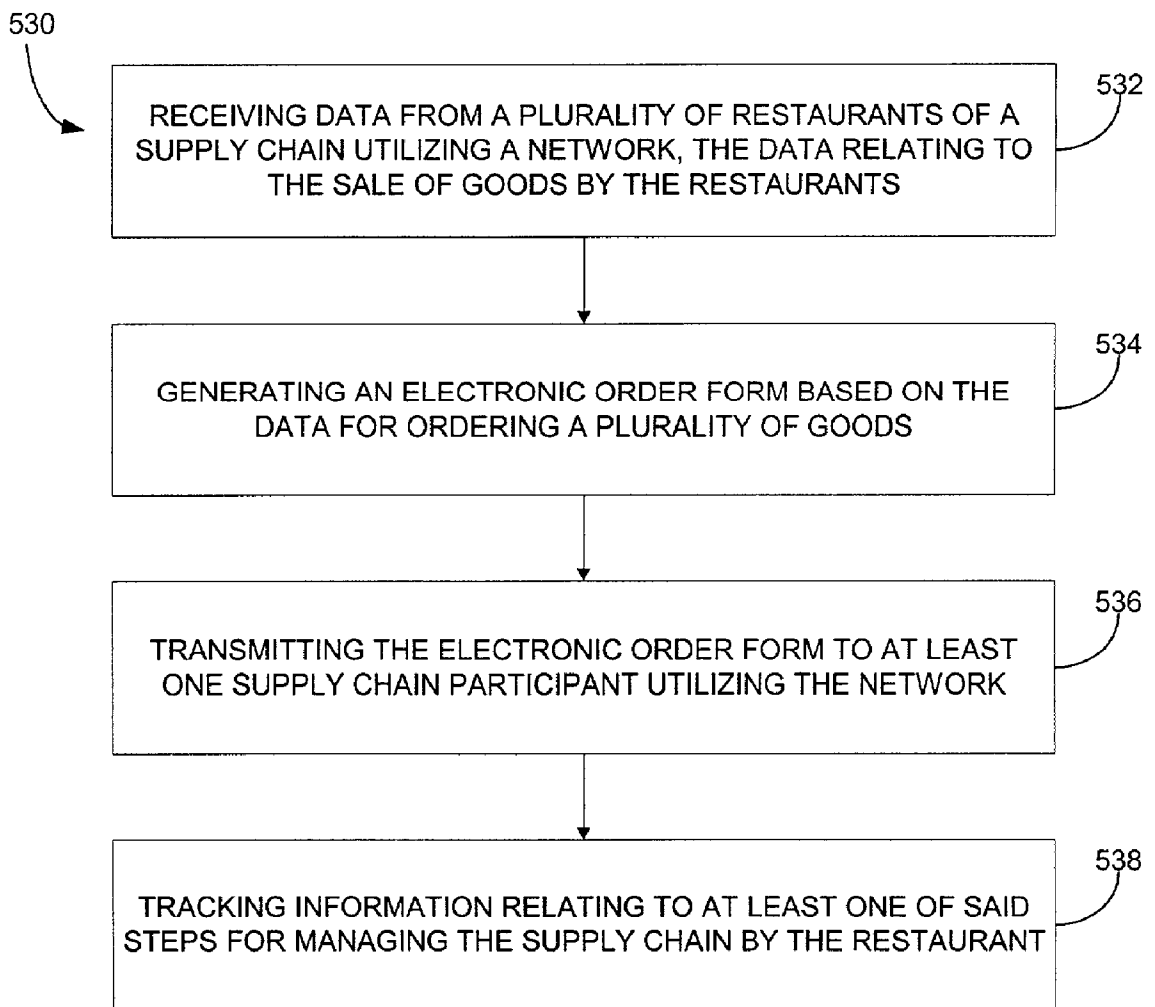 530
532
RECEIVING DATA FROM A PLURALITY OF RESTAURANTS OF A
SUPPLY CHAIN UTILIZING A NETWORK, THE DATA RELATING TO
THE SALE OF GOODS BY THE RESTAURANTS
534
GENERATING AN ELECTRONIC ORDER FORM BASED ON THE
DATA FOR ORDERING A PLURALITY OF GOODS
536
TRANSMITTING THE ELECTRONIC ORDER FORM TO AT LEAST
ONE SUPPLY CHAIN PARTICIPANT UTILIZING THE NETWORK
538
TRACKING INFORMATION RELATING TO AT LEAST ONE OF SAID
STEPS FOR MANAGING THE SUPPLY CHAIN BY THE RESTAURANT